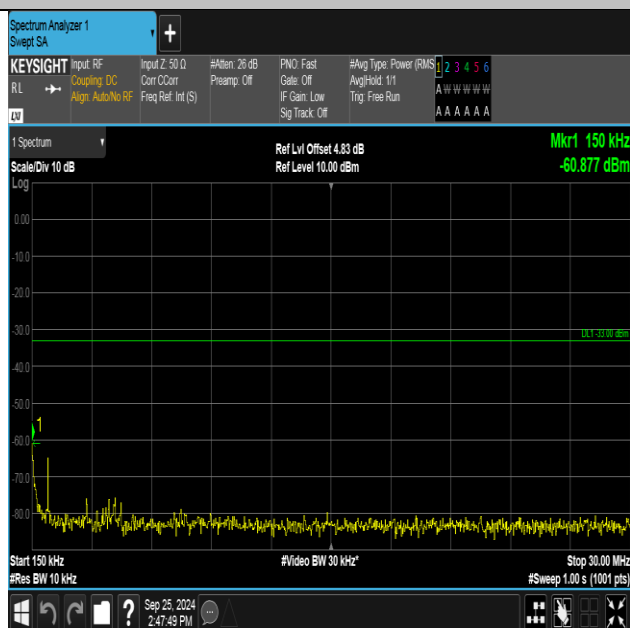 Spectrum Analyzer 1
Swept SA
+
KEYSIGHT
RL
LXI
Input: RF
Coupling: DC
Align: Auto/No RF
Input Z: 50 Ω
Corr CCorr
Freq Ref: Int (S)
#Atten: 26 dB
Preamp: Off
PNO: Fast
Gate: Off
IF Gain: Low
Sig Track: Off
#Avg Type: Power (RMS
Avg|Hold: 1/1
Trig: Free Run
1 2 3 4 5 6
A W W W W W
A A A A A A
1 Spectrum
Scale/Div 10 dB
Ref Lvl Offset 4.83 dB
Ref Level 10.00 dBm
Mkr1 150 kHz
-60.877 dBm
Log
0.00
-10.0
-20.0
-30.0
DL1 -33.00 dBm
-40.0
-50.0
1
-60.0
-70.0
-80.0
Start 150 kHz
#Video BW 30 kHz*
Stop 30.00 MHz
#Res BW 10 kHz
#Sweep 1.00 s (1001 pts)
?
Sep 25, 2024
2:47:49 PM